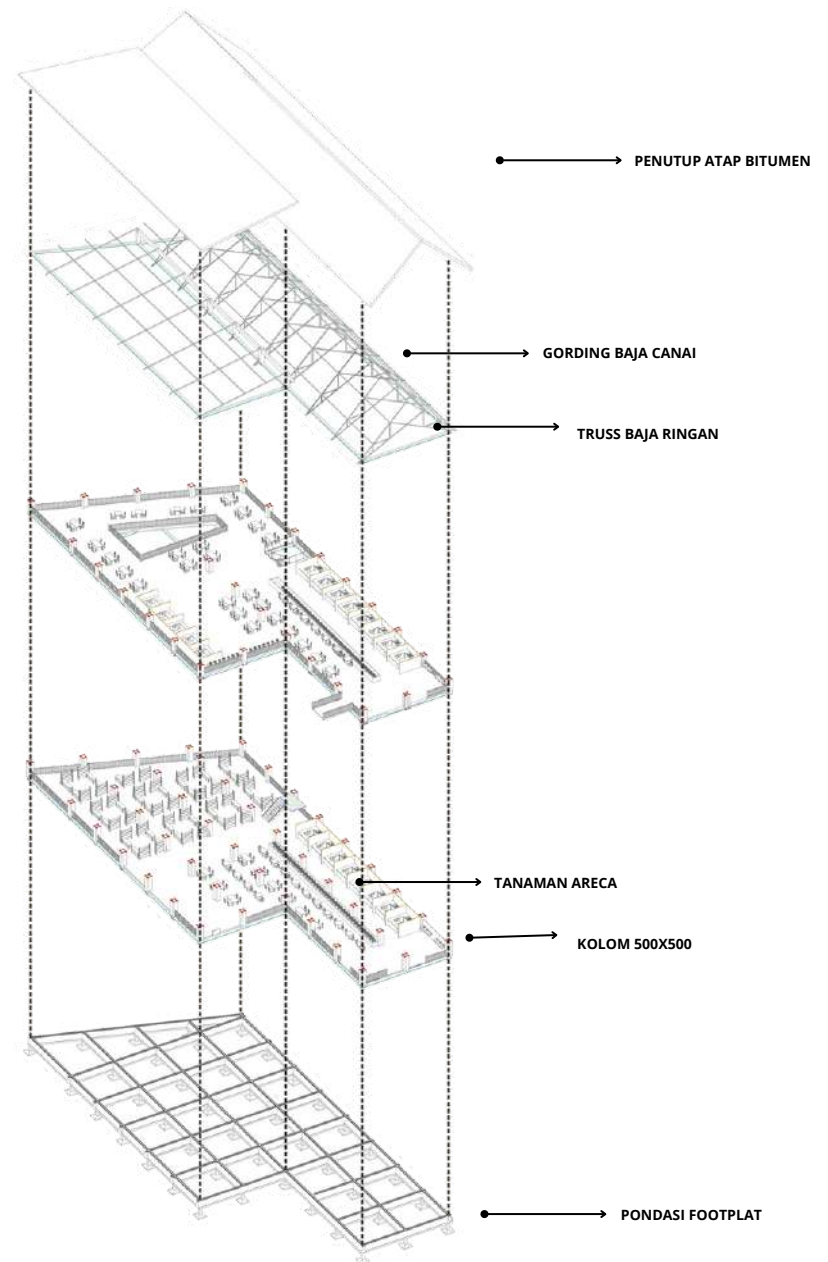 PENUTUP ATAP BITUMEN
GORDING BAJA CANAI
TRUSS BAJA RINGAN
TANAMAN ARECA
KOLOM 500X500
PONDASI FOOTPLAT